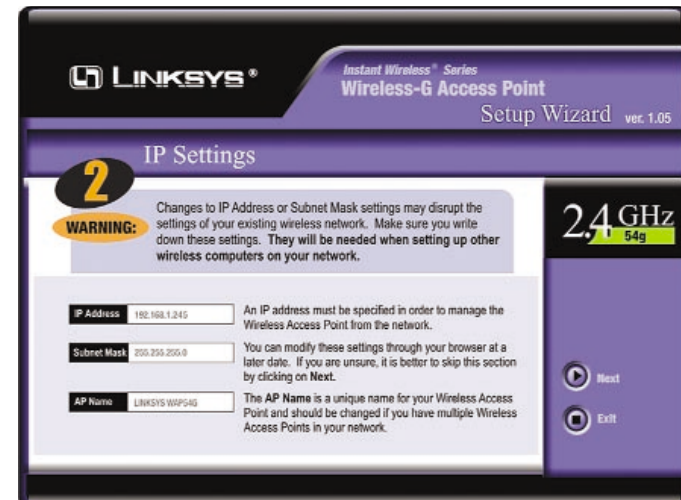 LINKSYS®
Instant Wireless® Series
Wireless-G Access Point
Setup Wizard ver. 1.05
IP Settings
2
WARNING:
Changes to IP Address or Subnet Mask settings may disrupt the
settings of your existing wireless network. Make sure you write
down these settings. They will be needed when setting up other
wireless computers on your network.
2.4 GHz
54g
IP Address 192.168.1.245
An IP address must be specified in order to manage the
Wireless Access Point from the network.
Subnet Mask 255.255.255.0
You can modify these settings through your browser at a
later date. If you are unsure, it is better to skip this section
by clicking on Next.
AP Name LINKSYS WAP54G
The AP Name is a unique name for your Wireless Access
Point and should be changed if you have multiple Wireless
Access Points in your network.
Next
Exit